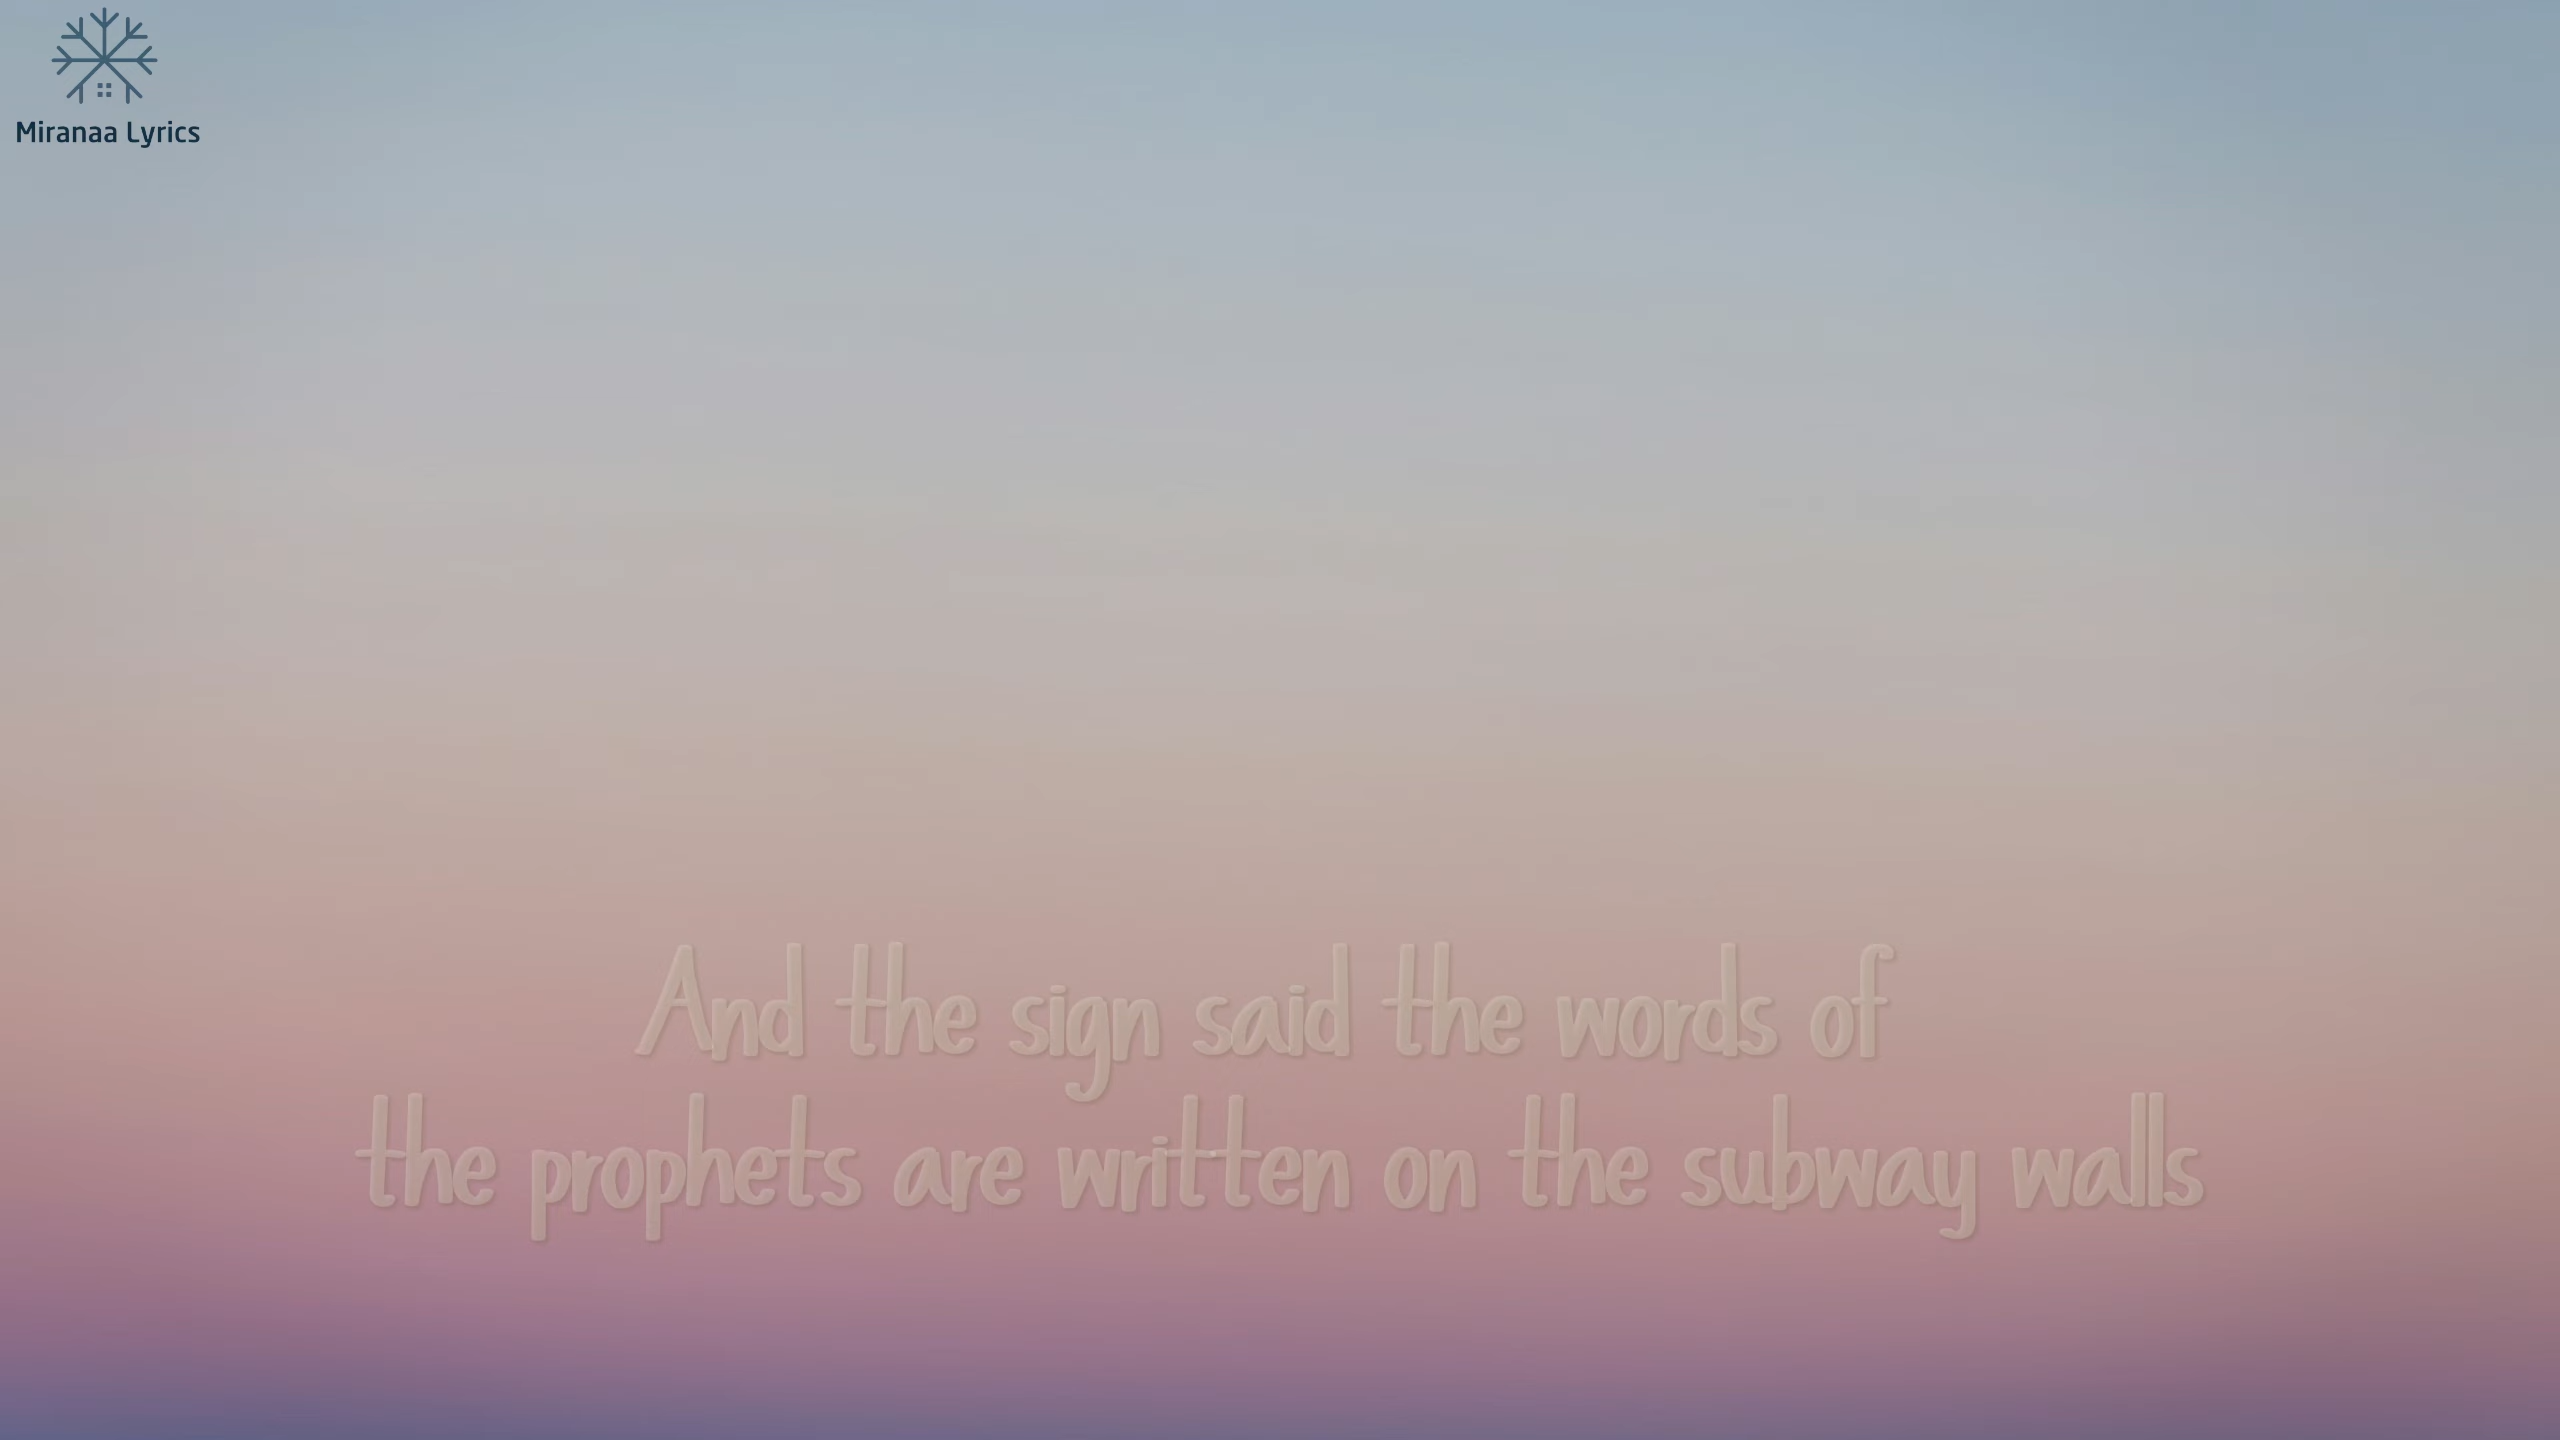 Miranaa Lyrics
And the sign said the words of
the prophets are written on the subway walls